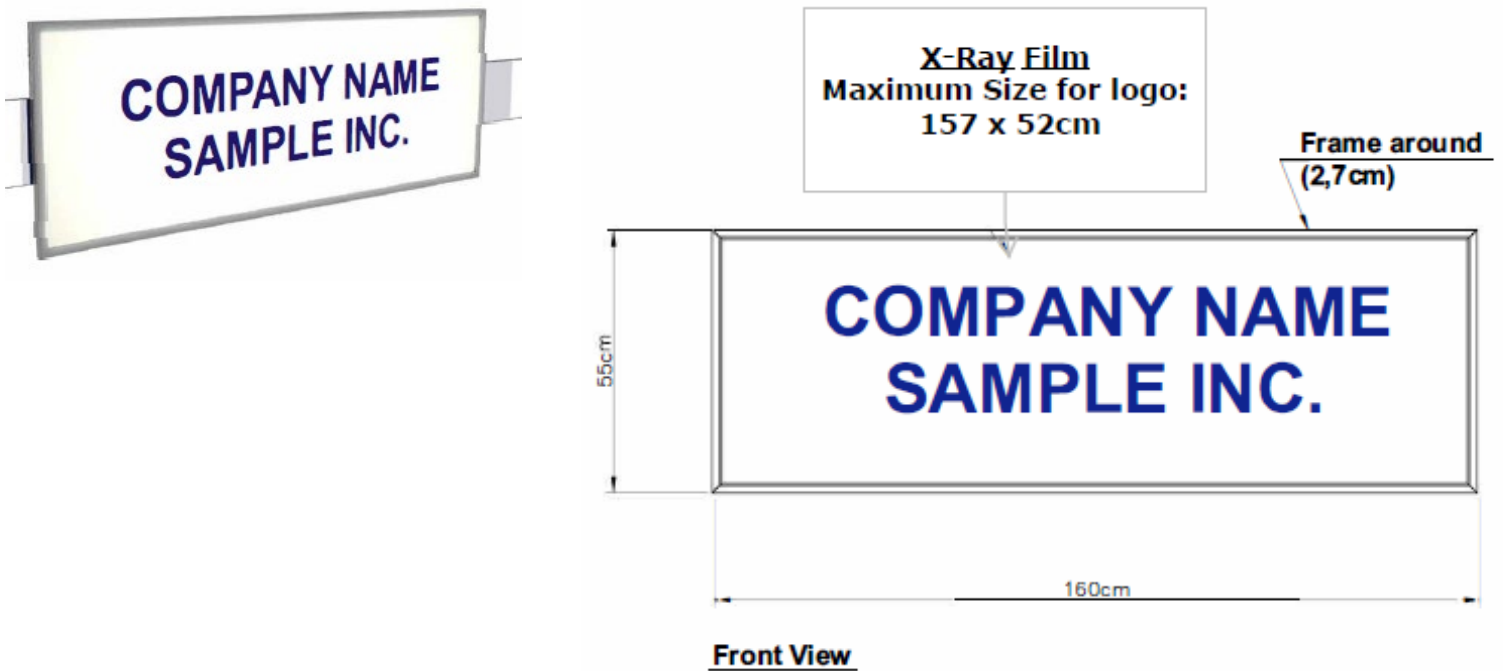 COMPANY NAME
SAMPLE INC.
X-Ray Film
Maximum Size for logo:
157 x 52cm
Frame around
(2,7cm)
55cm
COMPANY NAME
SAMPLE INC.
160cm
Front View